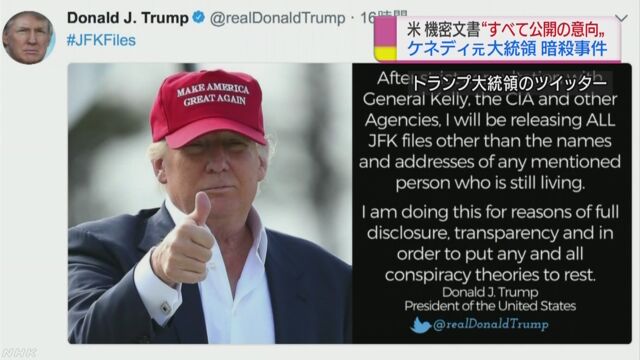 Donald J. Trump @realDonaldTrump · 16時間
#JFKFiles
米 機密文書“すべて公開の意向„
ケネディ元大統領 暗殺事件
トランプ大統領のツイッター
MAKE AMERICA
GREAT AGAIN
After
General Kelly, the CIA and other
Agencies, I will be releasing ALL
JFK files other than the names
and addresses of any mentioned
person who is still living.
I am doing this for reasons of full
disclosure, transparency and in
order to put any and all
conspiracy theories to rest.
Donald J. Trump
President of the United States
@realDonaldTrump
NHK